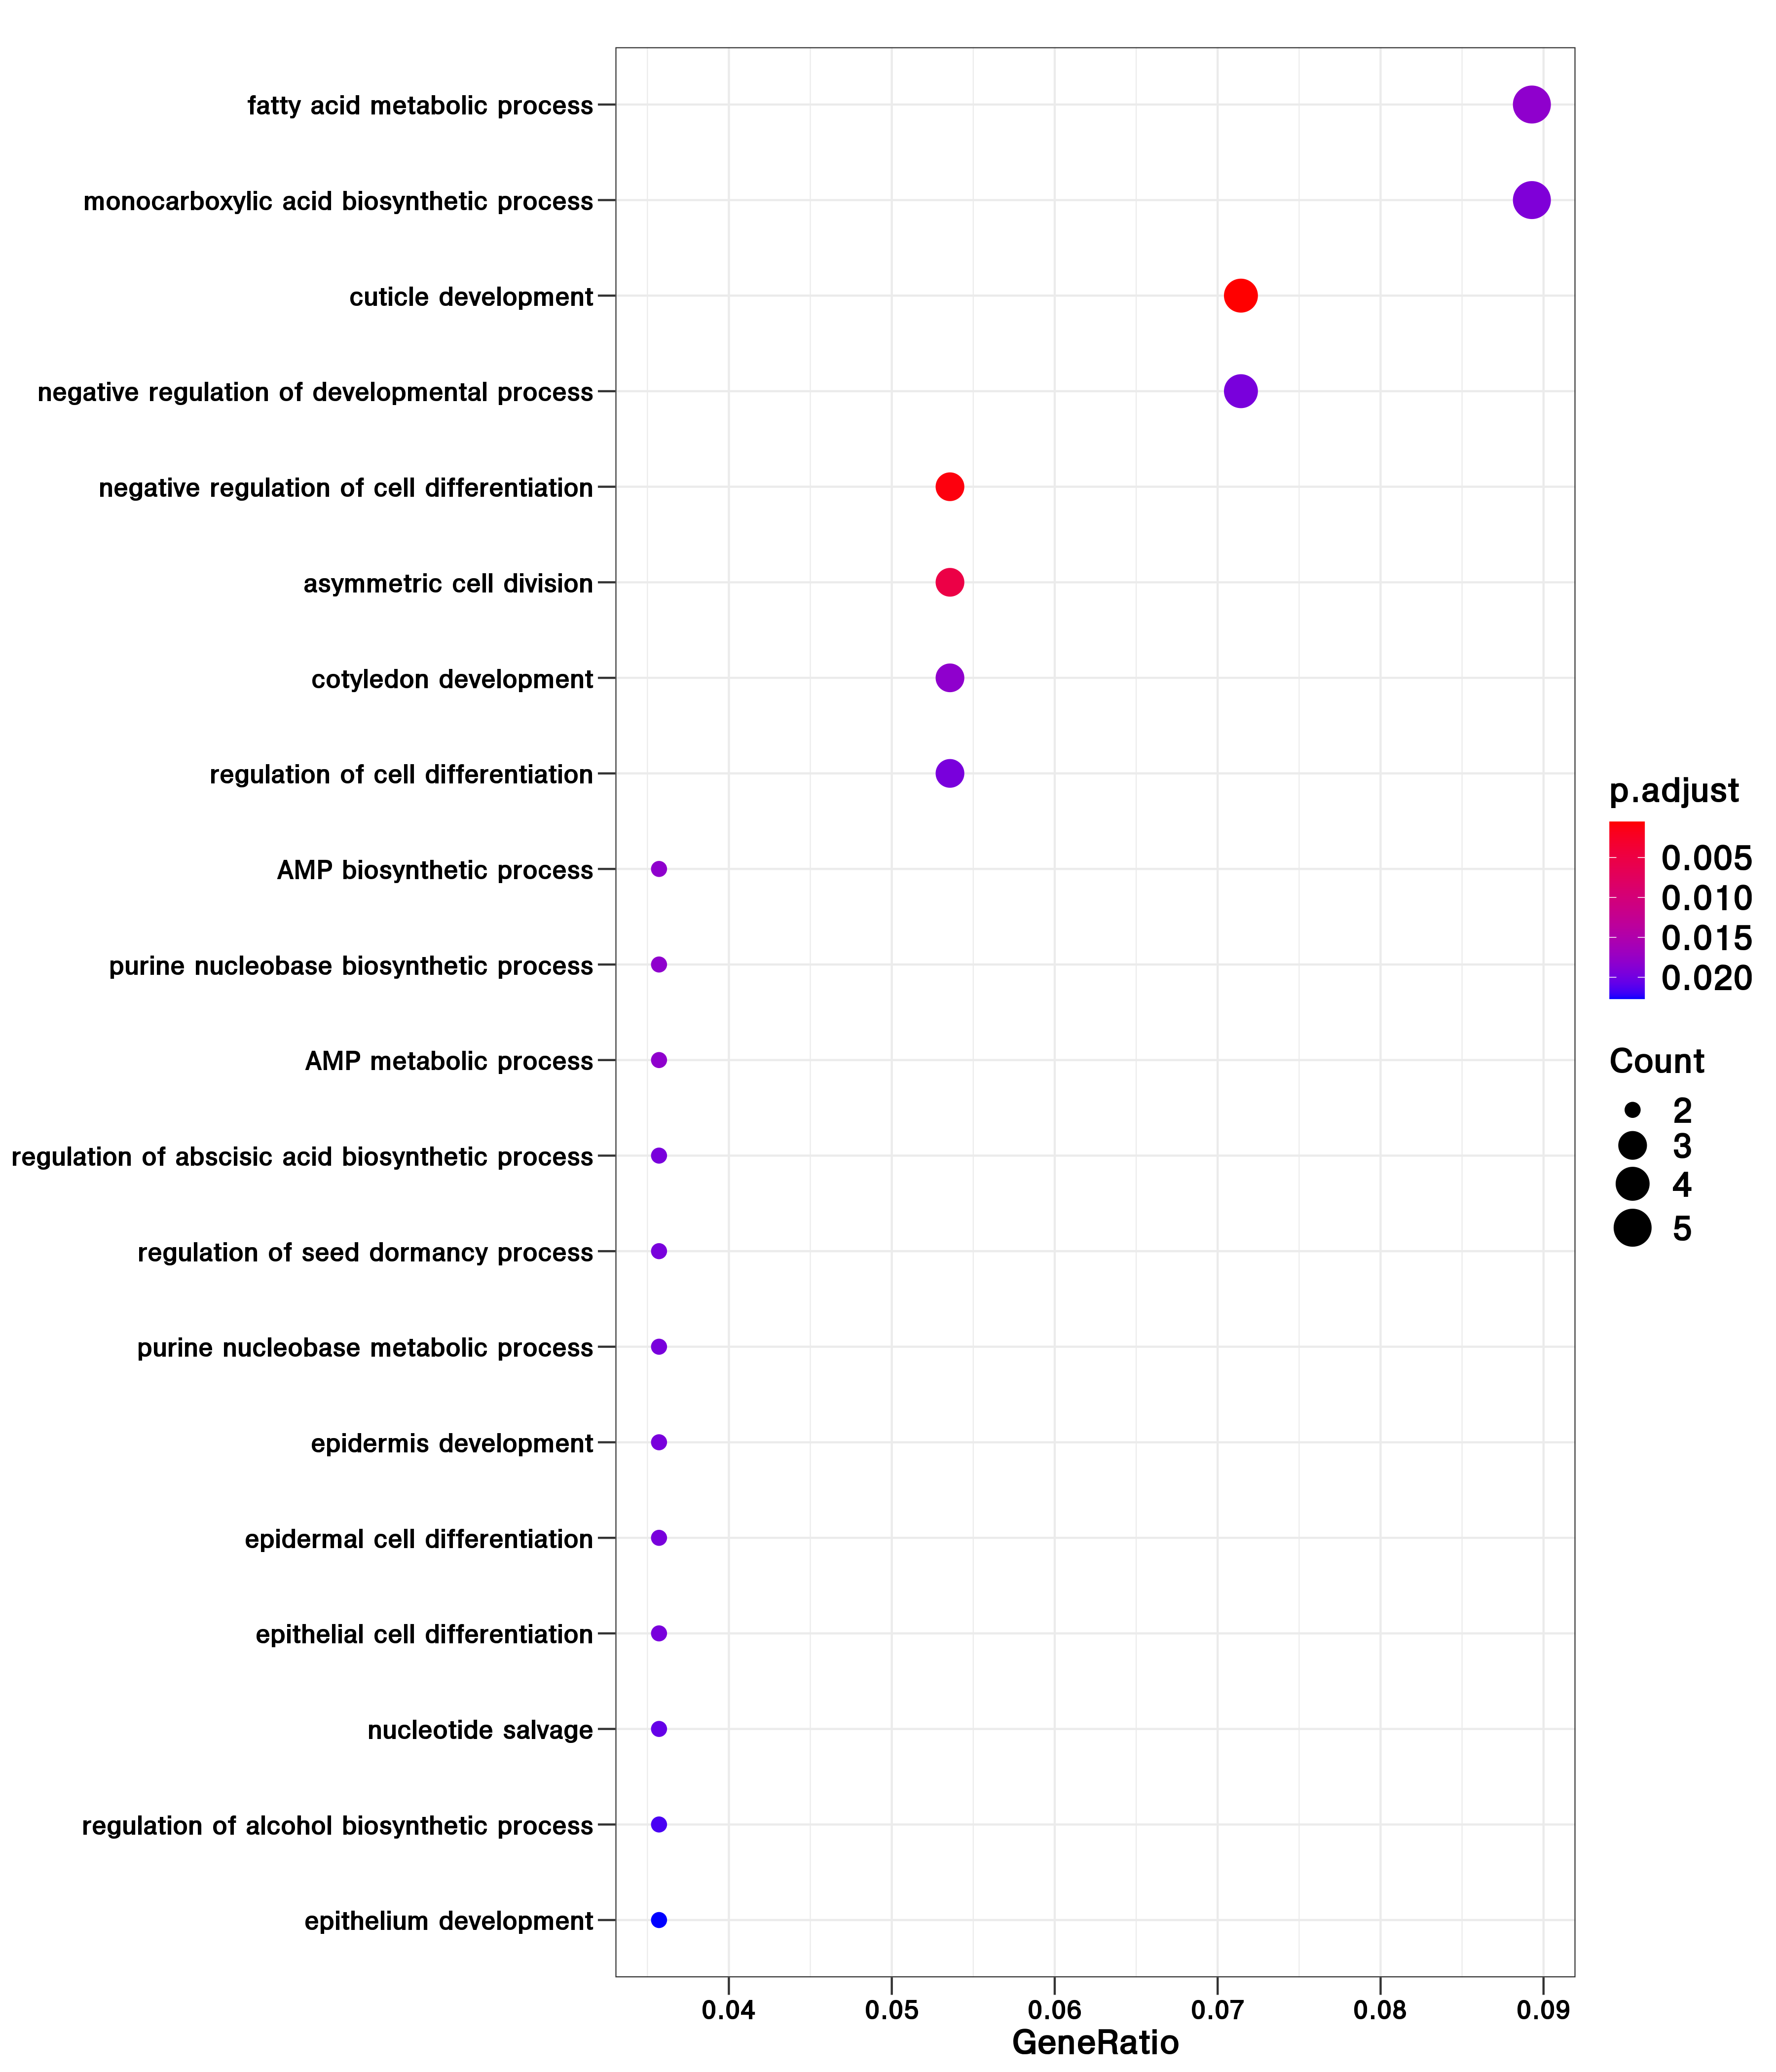 fatty acid metabolic process
monocarboxylic acid biosynthetic process
cuticle development
negative regulation of developmental process
negative regulation of cell differentiation
asymmetric cell division
cotyledon development
regulation of cell differentiation
AMP biosynthetic process
purine nucleobase biosynthetic process
AMP metabolic process
regulation of abscisic acid biosynthetic process
regulation of seed dormancy process
purine nucleobase metabolic process
epidermis development
epidermal cell differentiation
epithelial cell differentiation
nucleotide salvage
regulation of alcohol biosynthetic process
epithelium development
0.04 0.05 0.06 0.07 0.08 0.09
GeneRatio
p.adjust
0.005
0.010
0.015
0.020
Count
2
3
4
5